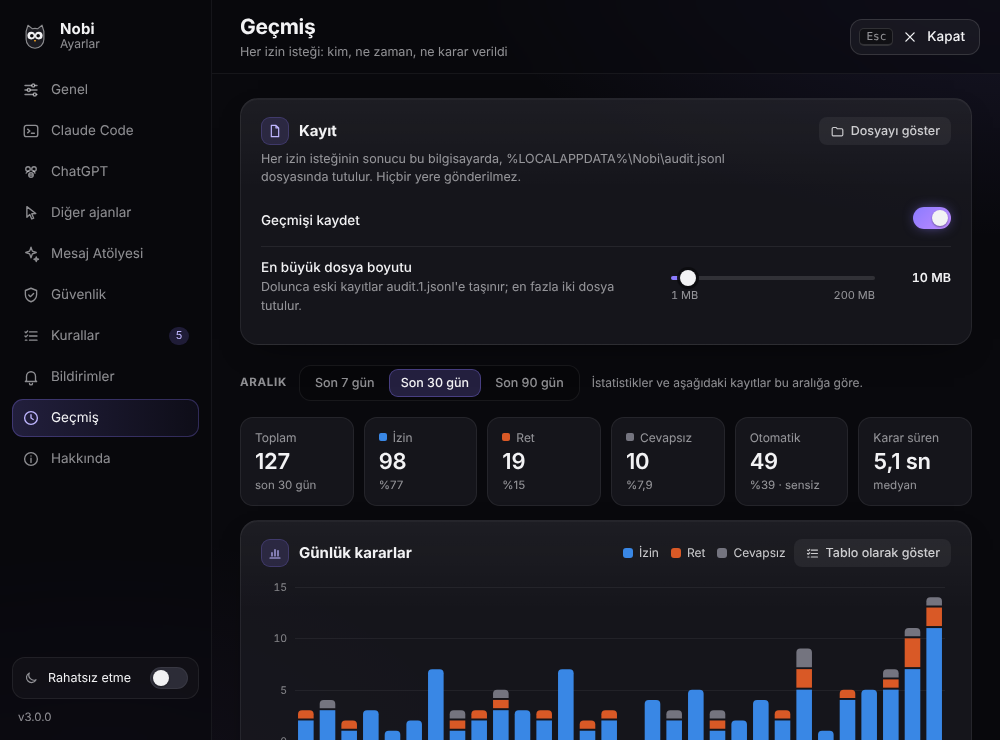 Nobi
Ayarlar
Genel
Claude Code
ChatGPT
Diğer ajanlar
Mesaj Atölyesi
Güvenlik
Kurallar 5
Bildirimler
Geçmiş
Hakkında
Rahatsız etme
v3.0.0
Geçmiş
Her izin isteği: kim, ne zaman, ne karar verildi
Esc Kapat
Kayıt
Dosyayı göster
Her izin isteğinin sonucu bu bilgisayarda, %LOCALAPPDATA%\Nobi\audit.jsonl
dosyasında tutulur. Hiçbir yere gönderilmez.
Geçmişi kaydet
En büyük dosya boyutu
Dolunca eski kayıtlar audit.1.jsonl'e taşınır; en fazla iki dosya
tutulur.
1 MB 200 MB
10 MB
ARALIK Son 7 gün Son 30 gün Son 90 gün İstatistikler ve aşağıdaki kayıtlar bu aralığa göre.
Toplam
127
son 30 gün
İzin
98
%77
Ret
19
%15
Cevapsız
10
%7,9
Otomatik
49
%39 · sensiz
Karar süren
5,1 sn
medyan
Günlük kararlar
İzin Ret Cevapsız
Tablo olarak göster
15
10
5
0